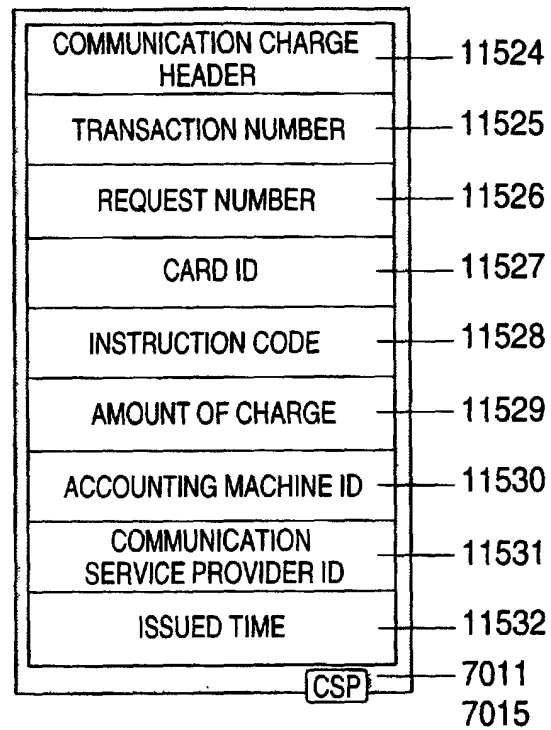 COMMUNICATION CHARGE
HEADER
11524
TRANSACTION NUMBER
11525
REQUEST NUMBER
11526
CARD ID
11527
INSTRUCTION CODE
11528
AMOUNT OF CHARGE
11529
ACCOUNTING MACHINE ID
11530
COMMUNICATION
SERVICE PROVIDER ID
11531
ISSUED TIME
11532
CSP
7011
7015